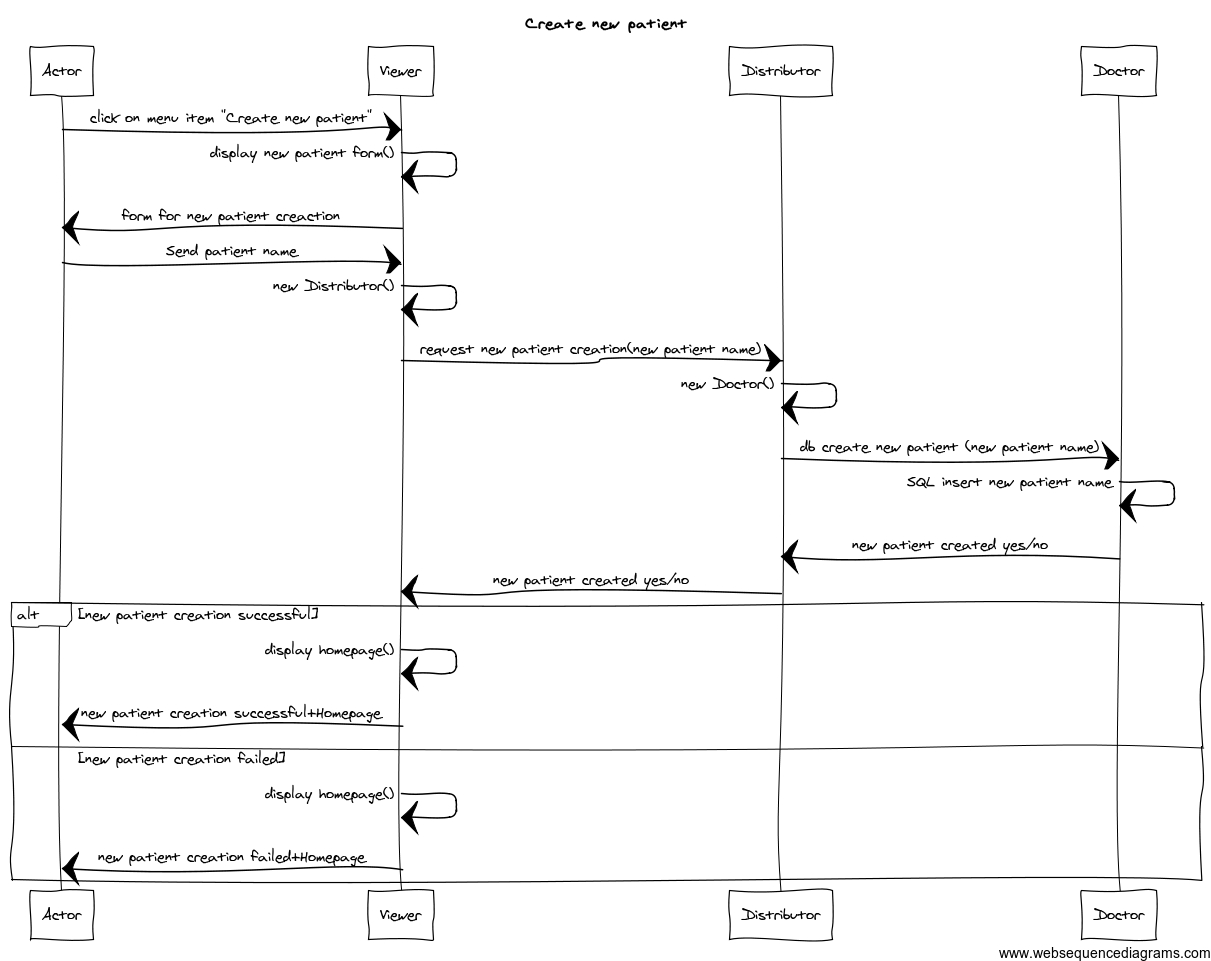 Create new patient
Actor
Viewer
Distributor
Doctor
click on menu item "Create new patient"
display new patient form()
form for new patient creaction
Send patient name
new Distributor()
request new patient creation(new patient name)
new Doctor()
db create new patient (new patient name)
SQL insert new patient name
new patient created yes/no
new patient created yes/no
alt
[new patient creation successful]
display homepage()
new patient creation successful+Homepage
[new patient creation failed]
display homepage()
new patient creation failed+Homepage
Actor
Viewer
Distributor
Doctor
www.websequencediagrams.com